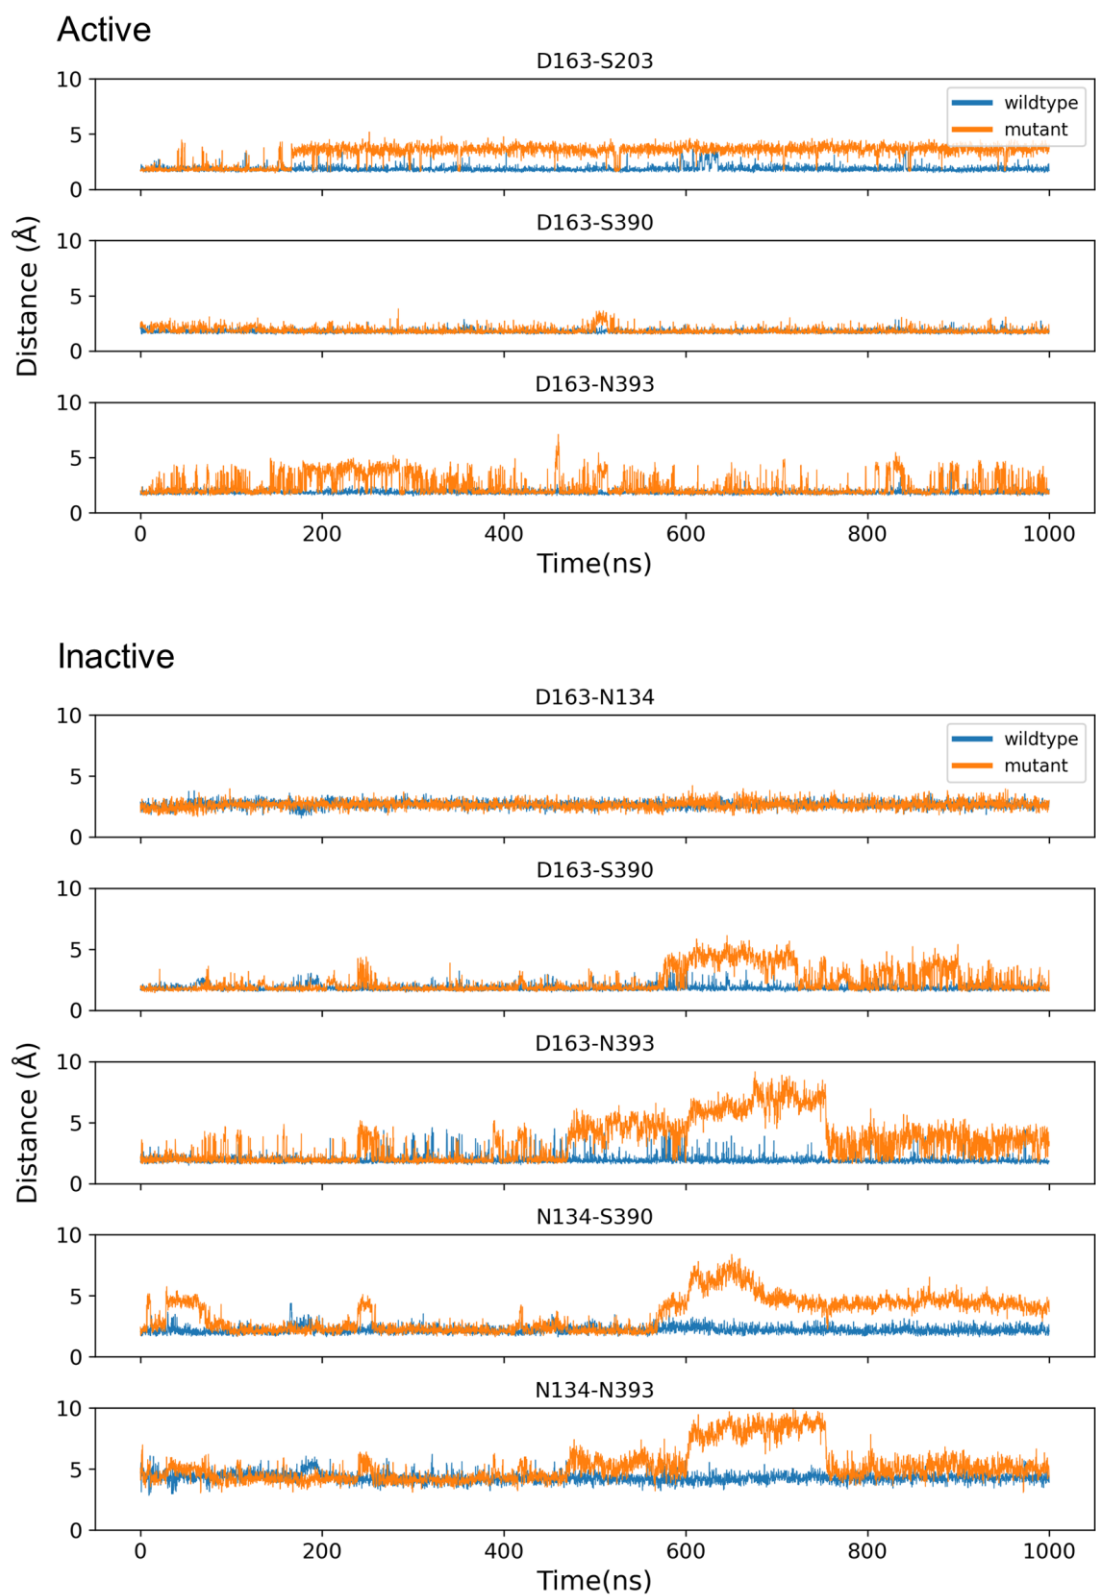 Active
D163-S203
10
5
0
wildtype
mutant
D163-S390
10
5
0
Distance (Å)
D163-N393
10
5
0
0 200 400 600 800 1000
Time(ns)
Inactive
D163-N134
10
5
0
wildtype
mutant
D163-S390
10
5
0
D163-N393
10
5
0
Distance (Å)
N134-S390
10
5
0
N134-N393
10
5
0
0 200 400 600 800 1000
Time(ns)